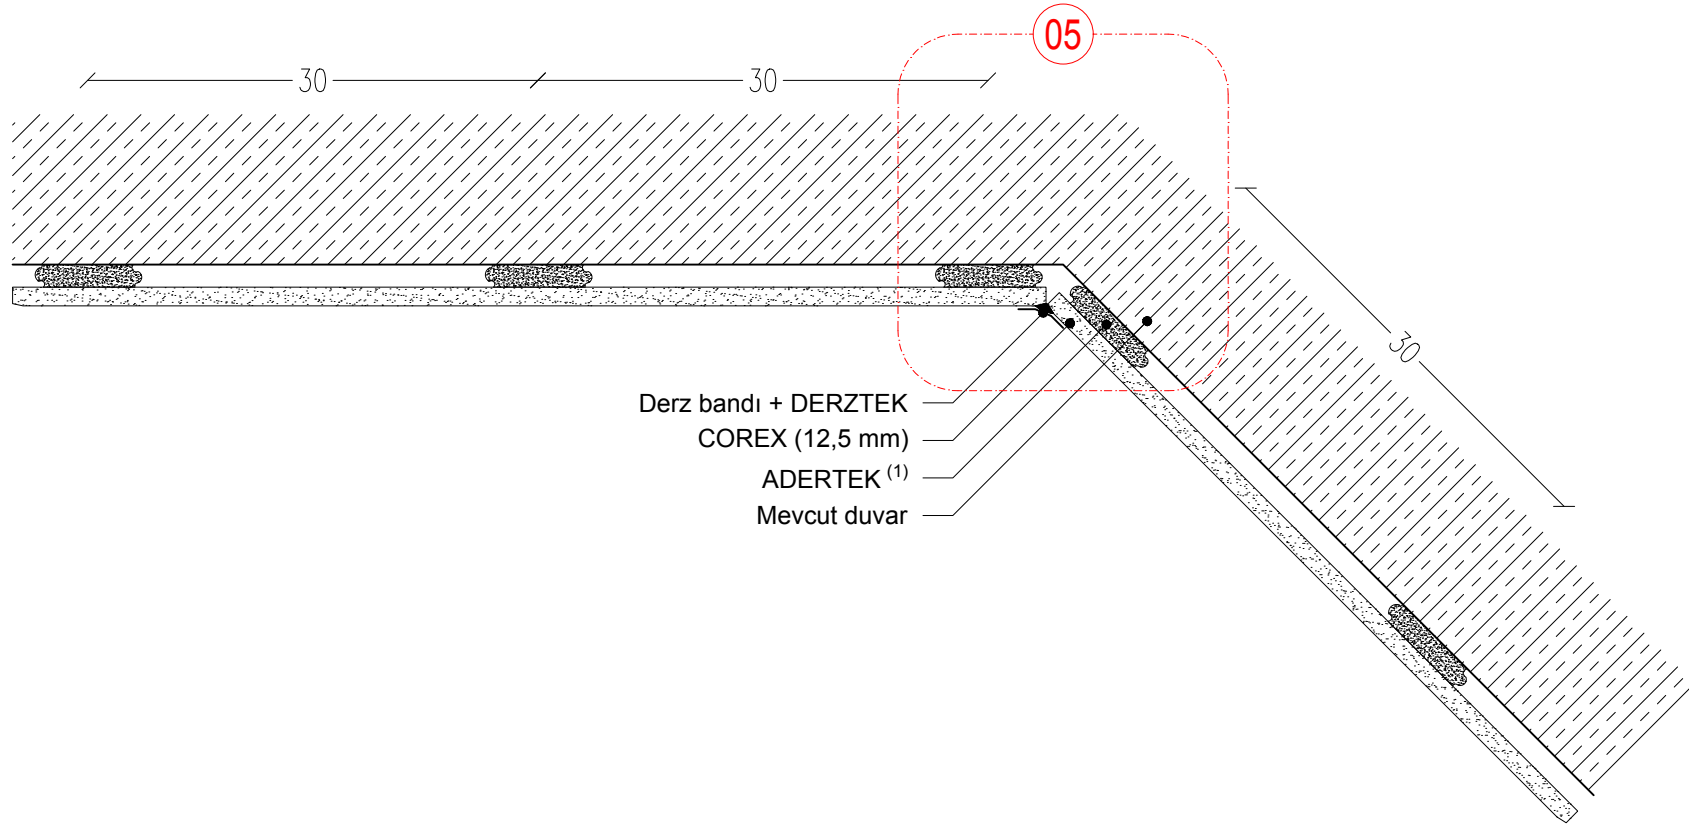 05
30
30
30
Derz bandı + DERZTEK
COREX (12,5 mm)
ADERTEK (1)
Mevcut duvar